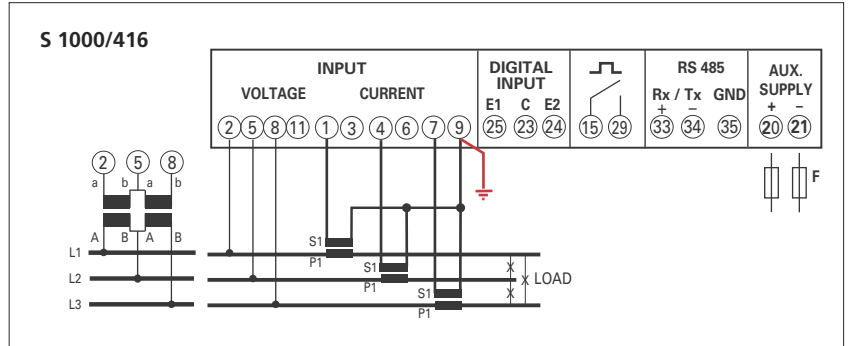 S 1000/416
INPUT
VOLTAGE CURRENT
2 5 8 11 1 3 4 6 7 9
DIGITAL
INPUT
E1 C E2
25 23 24
15 29
RS 485
Rx / Tx GND
+ −
33 34 35
AUX.
SUPPLY
+ −
20 21
F
2 5 8
a b a b
A B A B
L1
L2
L3
S1
P1
S1
P1
S1
P1
X
X
X
LOAD